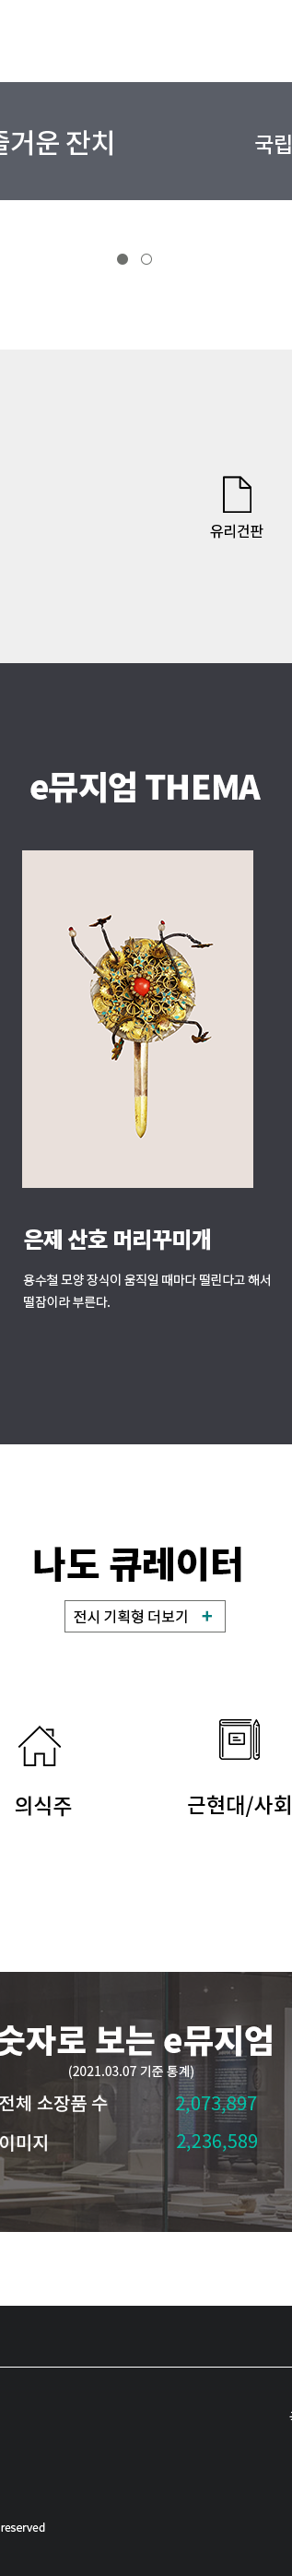 즐거운 잔치
국립
유리건판
e뮤지엄 THEMA
은제 산호 머리꾸미개
용수철 모양 장식이 움직일 때마다 떨린다고 해서
떨잠이라 부른다.
나도 큐레이터
전시 기획형 더보기 +
의식주
근현대/사회
숫자로 보는 e뮤지엄
(2021.03.07 기준 통계)
전체 소장품 수 2,073,897
이미지 2,236,589
reserved